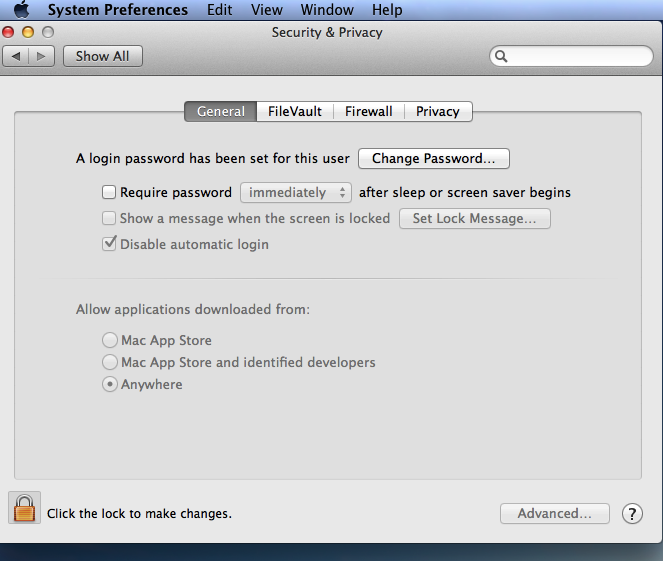 System Preferences Edit View Window Help
Security & Privacy
Show All
General FileVault Firewall Privacy
A login password has been set for this user Change Password...
Require password immediately after sleep or screen saver begins
Show a message when the screen is locked Set Lock Message...
Disable automatic login
Allow applications downloaded from:
Mac App Store
Mac App Store and identified developers
Anywhere
Click the lock to make changes. Advanced... ?